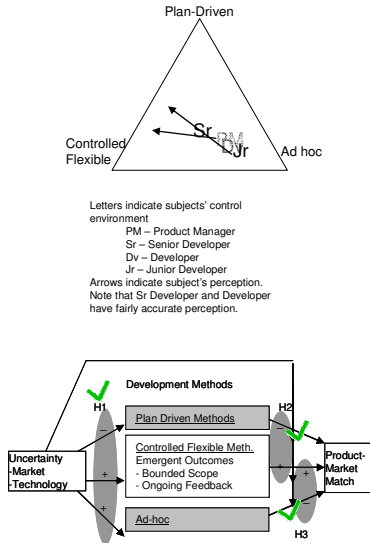 Plan-Driven
Sr
PM
Dv
Jr
Controlled
Flexible
Ad hoc
Letters indicate subjects' control
environment
PM – Product Manager
Sr – Senior Developer
Dv – Developer
Jr – Junior Developer
Arrows indicate subject's perception.
Note that Sr Developer and Developer
have fairly accurate perception.
Development Methods
H1
H2
Plan Driven Methods
–
–
Controlled Flexible Meth.
Emergent Outcomes
- Bounded Scope
- Ongoing Feedback
Uncertainty
-Market
-Technology
+
+
+
+
–
Product-
Market
Match
Ad-hoc
H3